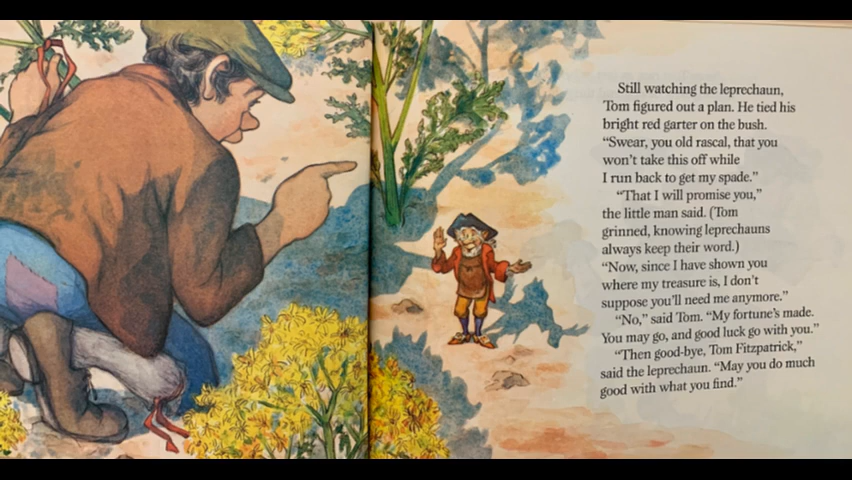 Still watching the leprechaun,
Tom figured out a plan. He tied his
bright red garter on the bush.
“Swear, you old rascal, that you
won’t take this off while
I run back to get my spade.”
“That I will promise you,”
the little man said. (Tom
grinned, knowing leprechauns
always keep their word.)
“Now, since I have shown you
where my treasure is, I don’t
suppose you’ll need me anymore.”
“No,” said Tom. “My fortune’s made.
You may go, and good luck go with you.”
“Then good-bye, Tom Fitzpatrick,”
said the leprechaun. “May you do much
good with what you find.”